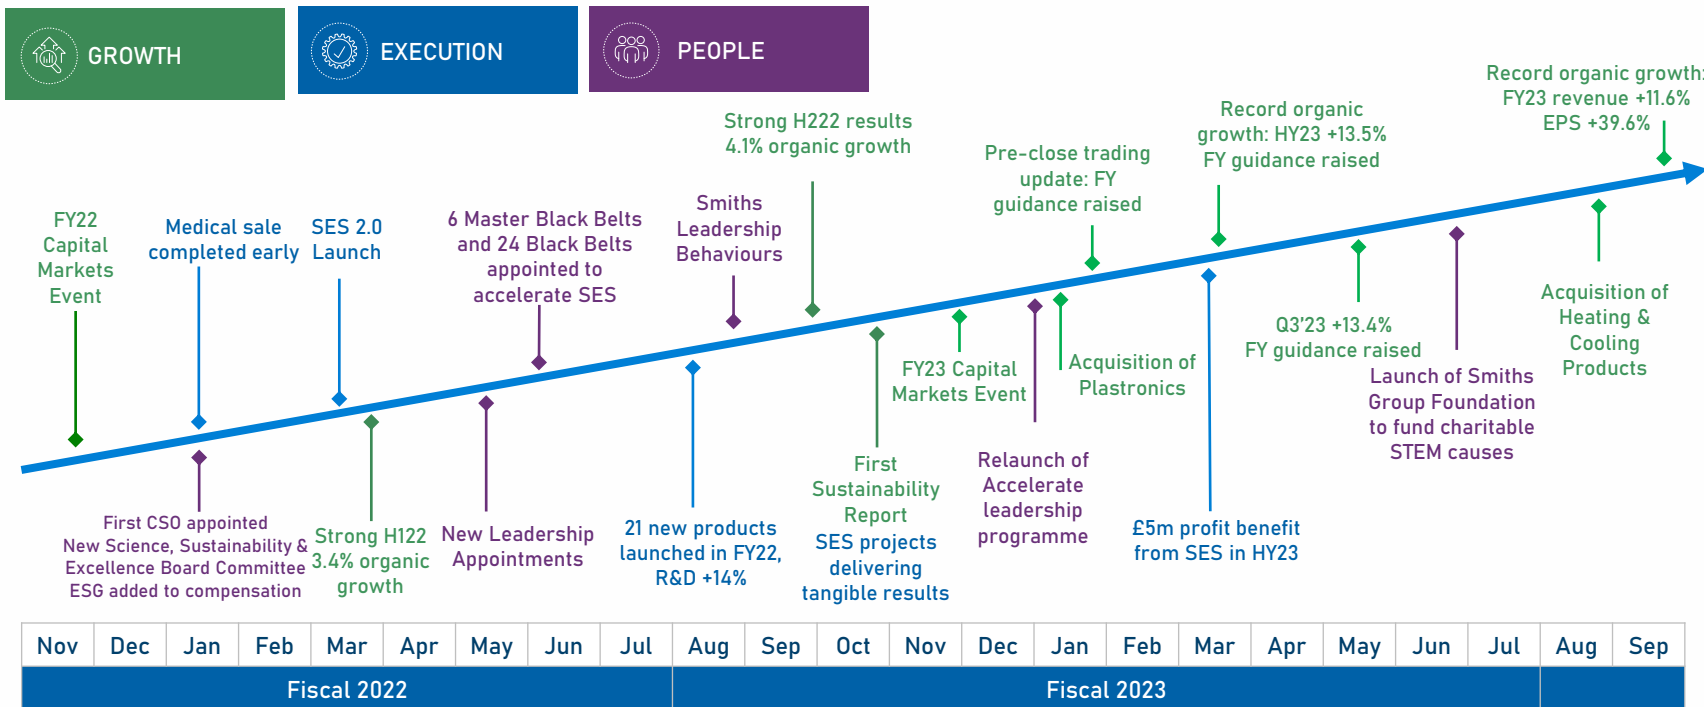 GROWTH
EXECUTION
PEOPLE
FY22
Capital
Markets
Event
Medical sale
completed early
SES 2.0
Launch
6 Master Black Belts
and 24 Black Belts
appointed to
accelerate SES
Smiths
Leadership
Behaviours
Strong H222 results
4.1% organic growth
Pre-close trading
update: FY
guidance raised
Record organic
growth: HY23 +13.5%
FY guidance raised
Record organic growth:
FY23 revenue +11.6%
EPS +39.6%
First CSO appointed
New Science, Sustainability &
Excellence Board Committee
ESG added to compensation
Strong H122
3.4% organic
growth
New Leadership
Appointments
21 new products
launched in FY22,
R&D +14%
First
Sustainability
Report
SES projects
delivering
tangible results
FY23 Capital
Markets Event
Relaunch of
Accelerate
leadership
programme
Acquisition of
Plastronics
£5m profit benefit
from SES in HY23
Q3'23 +13.4%
FY guidance raised
Launch of Smiths
Group Foundation
to fund charitable
STEM causes
Acquisition of
Heating &
Cooling
Products
Nov Dec Jan Feb Mar Apr May Jun Jul Aug Sep Oct Nov Dec Jan Feb Mar Apr May Jun Jul Aug Sep
Fiscal 2022 Fiscal 2023